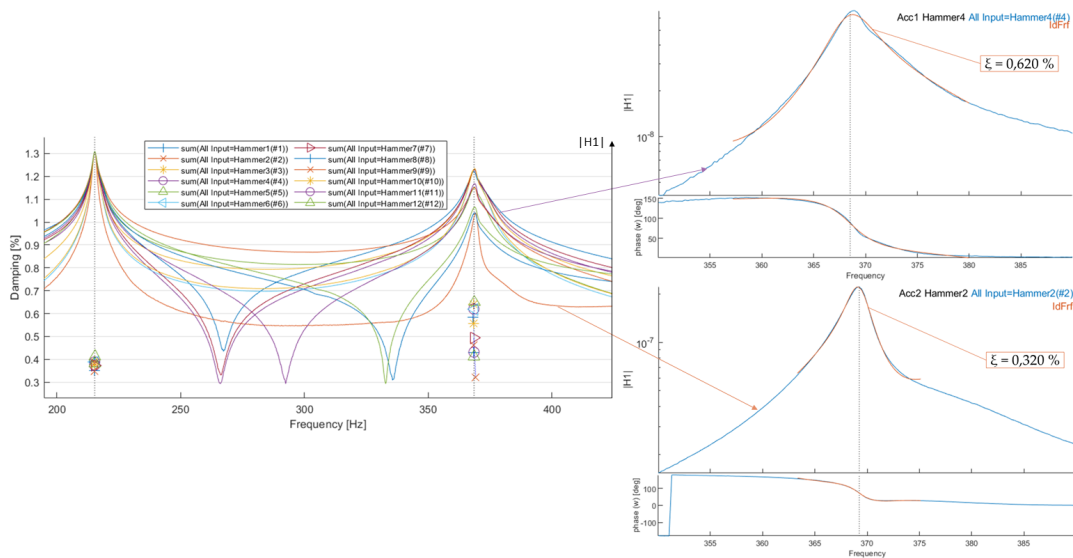 |H1|
1.3
1.2
1.1
1
0.9
0.8
0.7
0.6
0.5
0.4
0.3
Damping [%]
sum(All Input=Hammer1(#1))
sum(All Input=Hammer2(#2))
sum(All Input=Hammer3(#3))
sum(All Input=Hammer4(#4))
sum(All Input=Hammer5(#5))
sum(All Input=Hammer6(#6))
sum(All Input=Hammer7(#7))
sum(All Input=Hammer8(#8))
sum(All Input=Hammer9(#9))
sum(All Input=Hammer10(#10))
sum(All Input=Hammer11(#11))
sum(All Input=Hammer12(#12))
200 250 300 350 400
Frequency [Hz]
Acc1 Hammer4 All Input=Hammer4(#4)
IdFrf
ξ = 0,620 %
|H1|
10-8
phase (w) [deg]
150
100
50
355 360 365 370 375 380 385
Frequency
Acc2 Hammer2 All Input=Hammer2(#2)
IdFrf
ξ = 0,320 %
|H1|
10-7
phase (w) [deg]
100
0
-100
355 360 365 370 375 380 385
Frequency